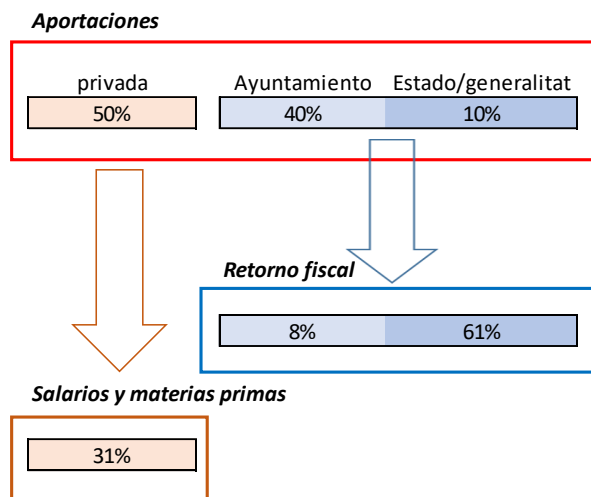 Aportaciones
privada Ayuntamiento Estado/generalitat
50% 40% 10%
Retorno fiscal
8% 61%
Salarios y materias primas
31%